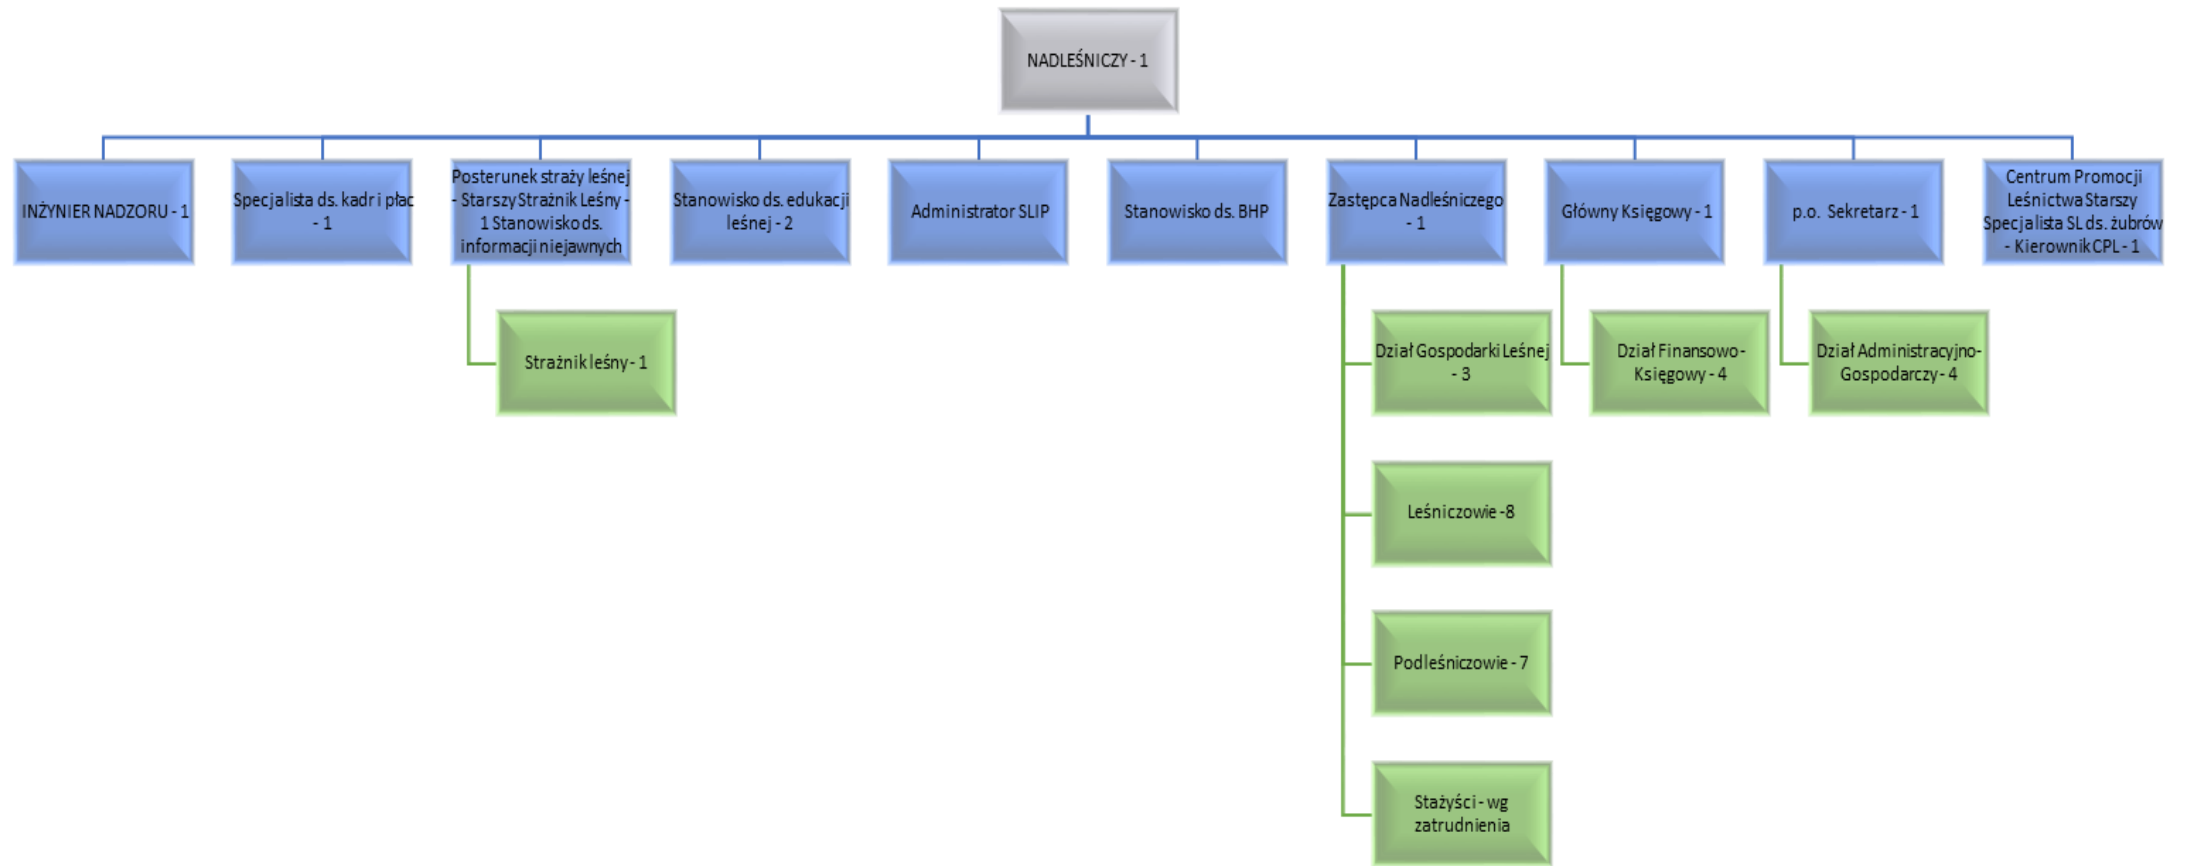 NADLEŚNICZY - 1
INŻYNIER NADZORU - 1
Specjalista ds. kadr i płac
- 1
Posterunek straży leśnej
- Starszy Strażnik Leśny -
1 Stanowisko ds.
informacji niejawnych
Stanowisko ds. edukacji
leśnej - 2
Administrator SLIP
Stanowisko ds. BHP
Zastępca Nadleśniczego
- 1
Główny Księgowy - 1
p.o. Sekretarz - 1
Centrum Promocji
Leśnictwa Starszy
Specjalista SL ds. żubrów
- Kierownik CPL - 1
Strażnik leśny - 1
Dział Gospodarki Leśnej
- 3
Dział Finansowo-
Księgowy - 4
Dział Administracyjno-
Gospodarczy - 4
Leśniczowie -8
Podleśniczowie - 7
Stażyści - wg
zatrudnienia